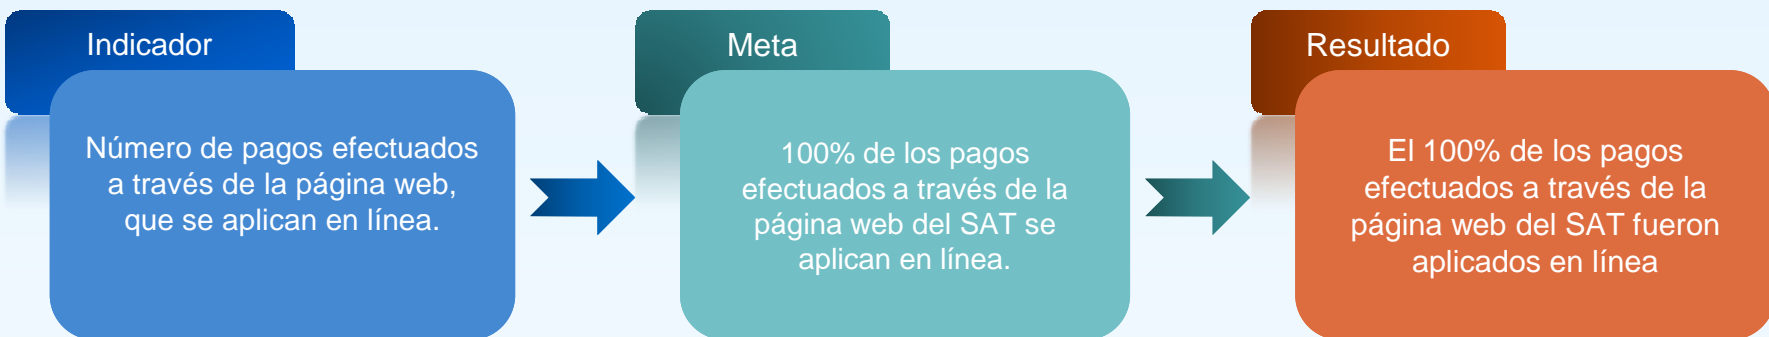 Indicador
Número de pagos efectuados
a través de la página web,
que se aplican en línea.
Meta
100% de los pagos
efectuados a través de la
página web del SAT se
aplican en línea.
Resultado
El 100% de los pagos
efectuados a través de la
página web del SAT fueron
aplicados en línea